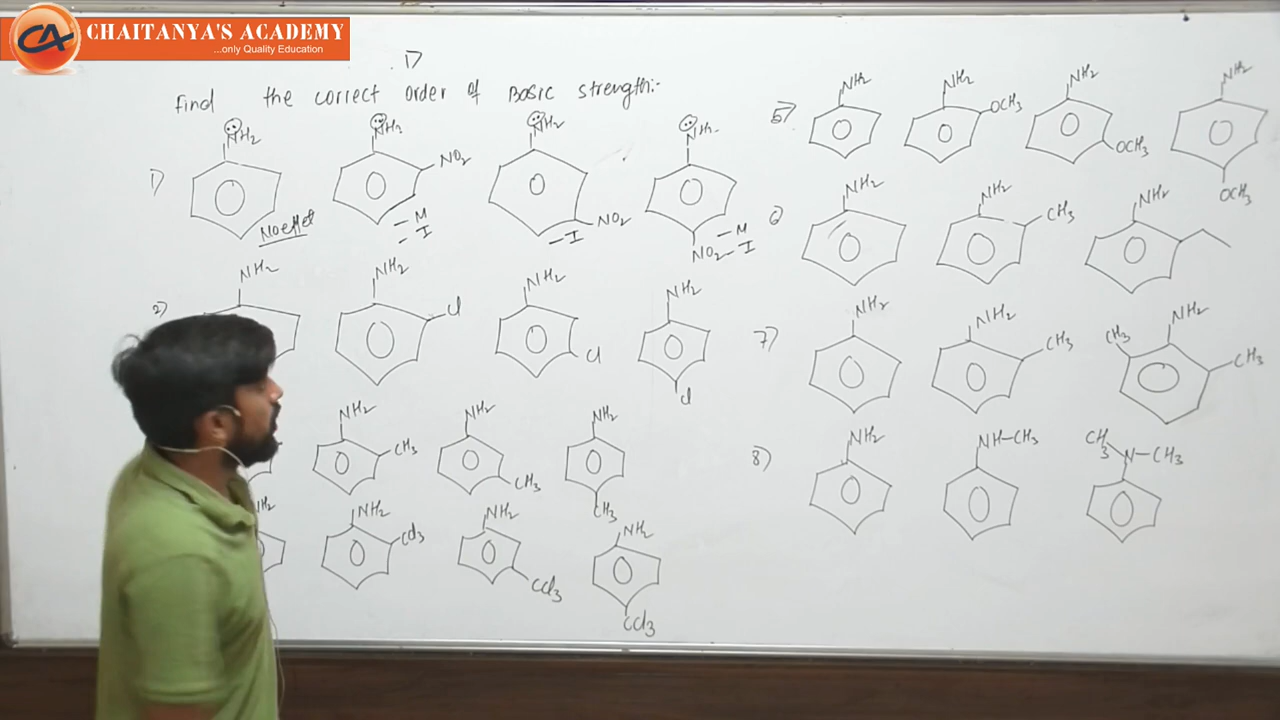 CHAITANYA'S ACADEMY
...only Quality Education
CA
1)
Find the correct order of Basic strength:-
1)
NH2
NH2
NO2
NH2
NO2
NH2
NO2
No effect
-M
-I
-I
-M
-I
2)
NH2
NH2
Cl
NH2
Cl
NH2
Cl
NH2
CH3
NH2
CH3
NH2
CH3
NH2
CCl3
NH2
CCl3
NH2
CCl3
5)
NH2
NH2
OCH3
NH2
OCH3
NH2
OCH3
6)
NH2
NH2
CH3
NH2
7)
NH2
NH2
CH3
CH3
NH2
CH3
8)
NH2
NH-CH3
CH3
N-CH3